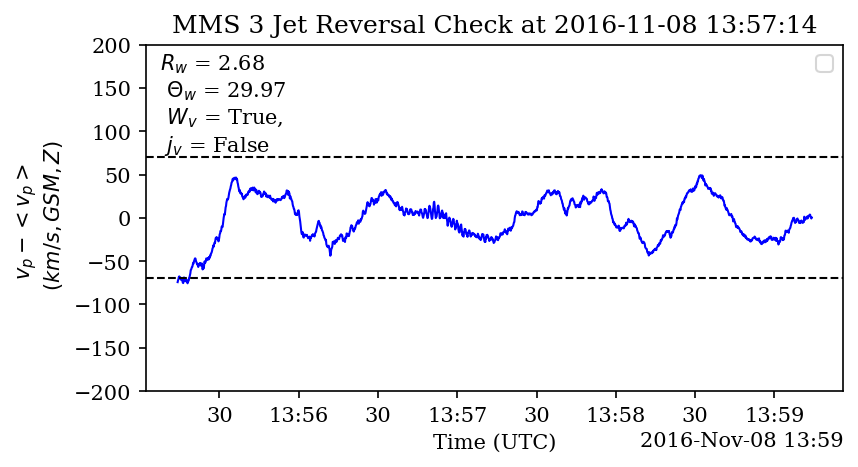 MMS 3 Jet Reversal Check at 2016-11-08 13:57:14
200
150
100
50
0
−50
−100
−150
−200
v_p − < v_p >
(km/s, GSM, Z)
R_w = 2.68
Θ_w = 29.97
W_v = True,
j_v = False
30 13:56 30 13:57 30 13:58 30 13:59
Time (UTC)
2016-Nov-08 13:59